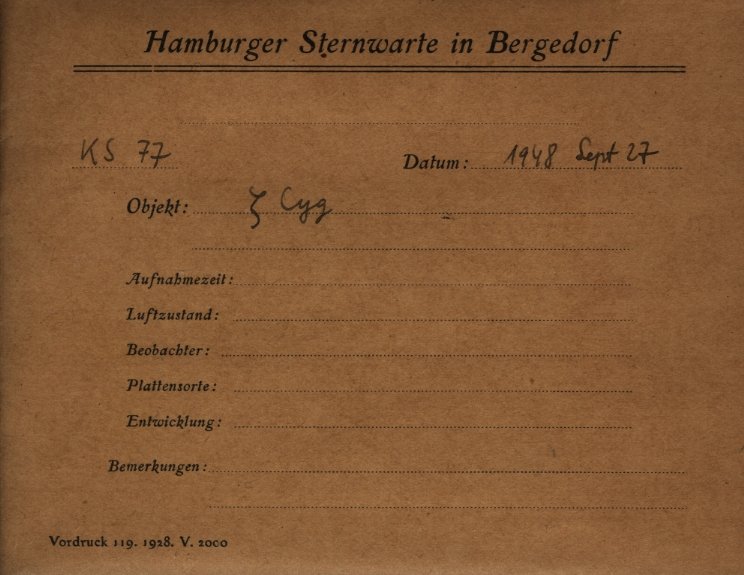 Hamburger Sternwarte in Bergedorf
KS 77 Datum: 1948 Sept 27
Objekt: ζ Cyg
Aufnahmezeit:
Luftzustand:
Beobachter:
Plattensorte:
Entwicklung:
Bemerkungen:
Vordruck 119. 1928. V. 2000